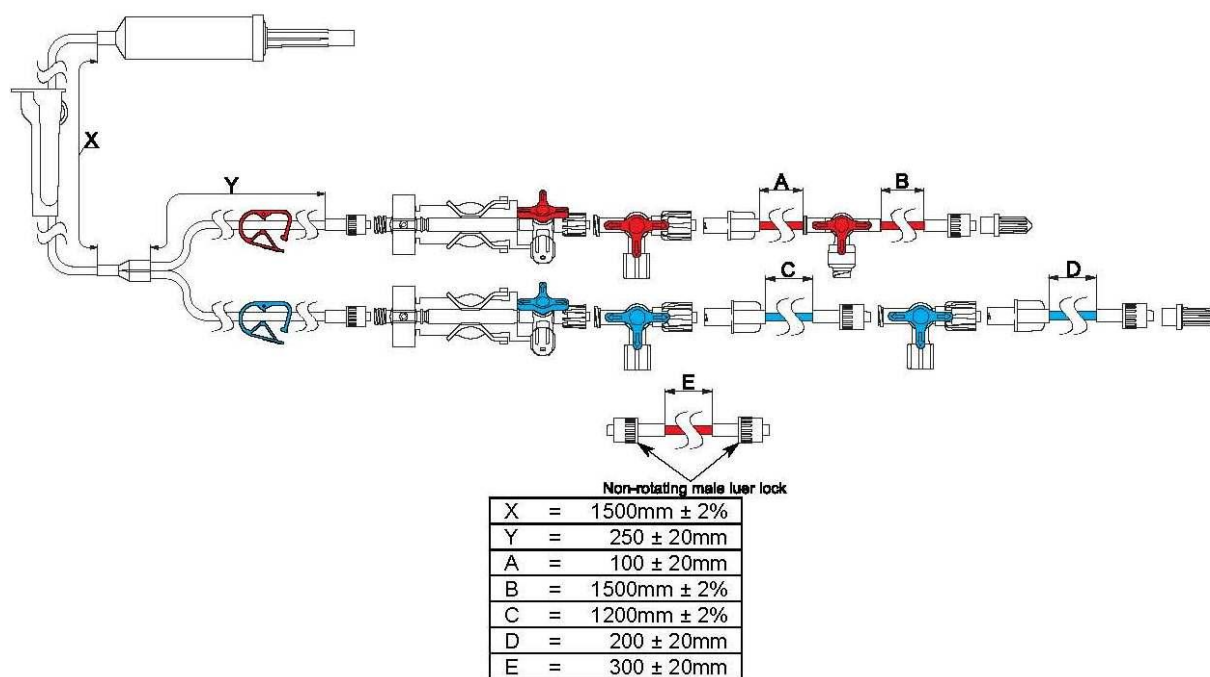 X
Y
A
B
C
D
E
Non-rotating male luer lock
X = 1500mm ± 2%
Y = 250 ± 20mm
A = 100 ± 20mm
B = 1500mm ± 2%
C = 1200mm ± 2%
D = 200 ± 20mm
E = 300 ± 20mm